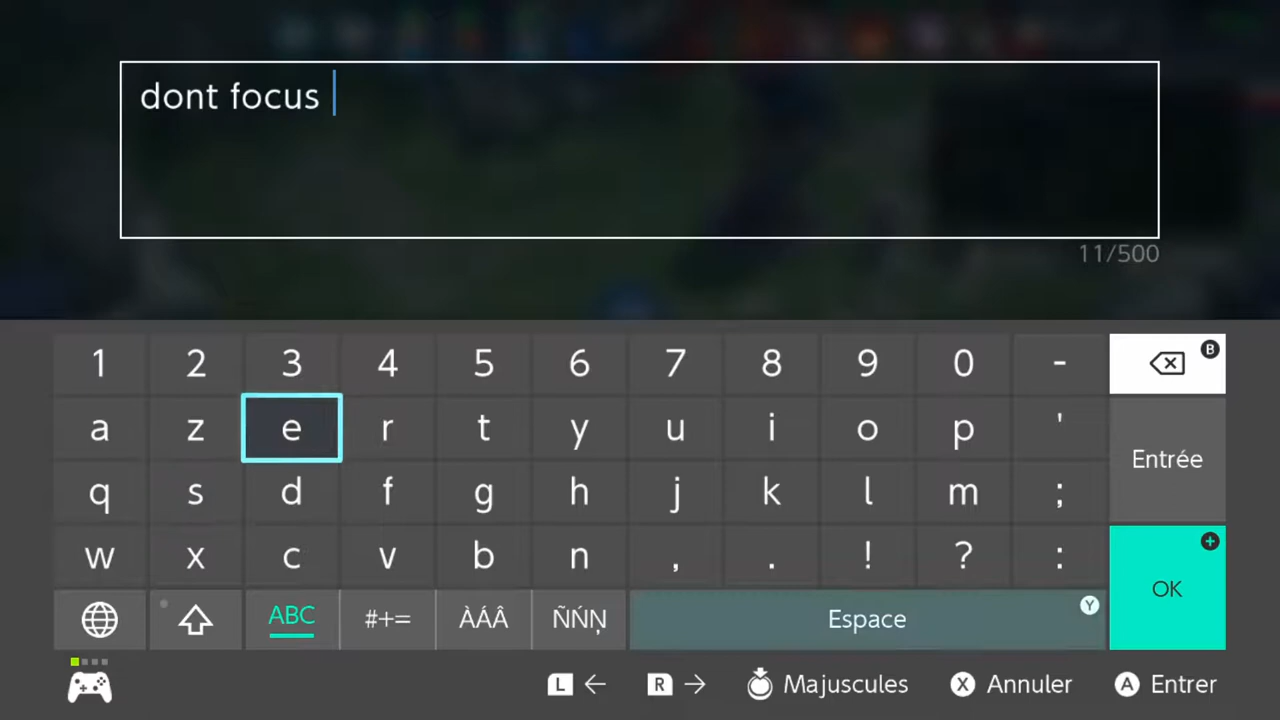 dont focus
11/500
1 2 3 4 5 6 7 8 9 0 - B
a z e r t y u i o p ' Entrée
q s d f g h j k l m ;
w x c v b n , . ! ? : OK
ABC #+= ÀÁÂ ÑŃŅ Espace Y
L ← R → Majuscules X Annuler A Entrer